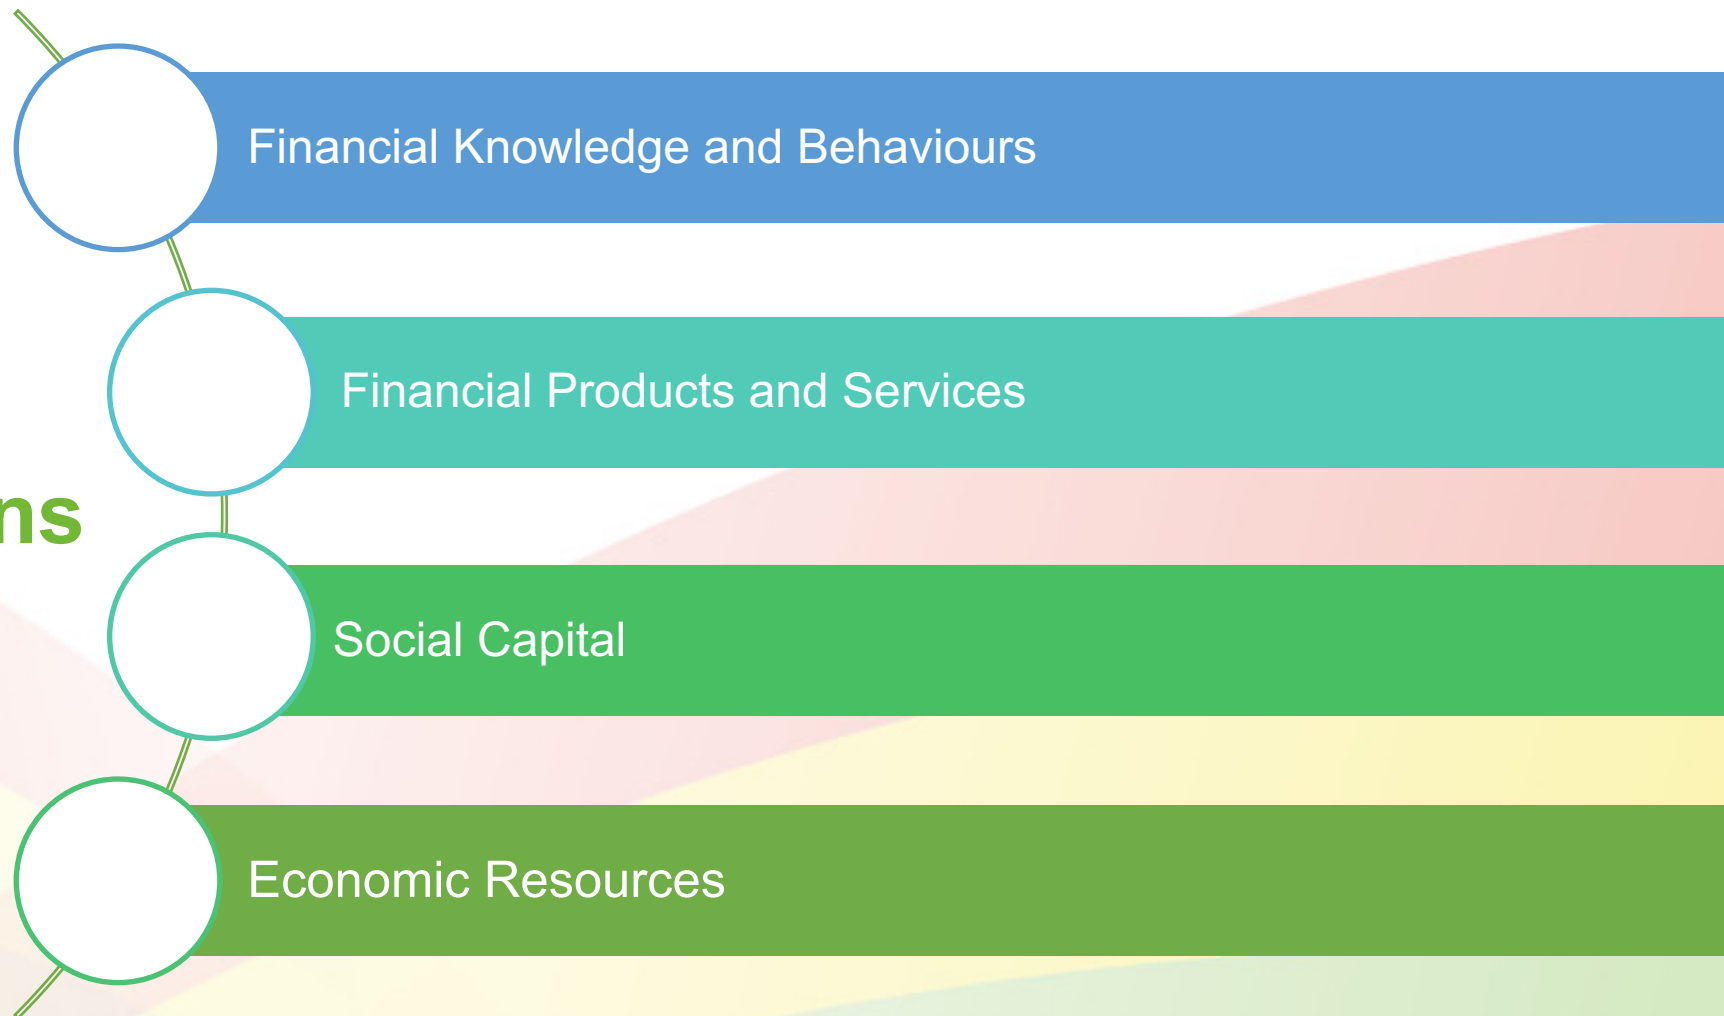 Financial Knowledge and Behaviours
Financial Products and Services
ns
Social Capital
Economic Resources